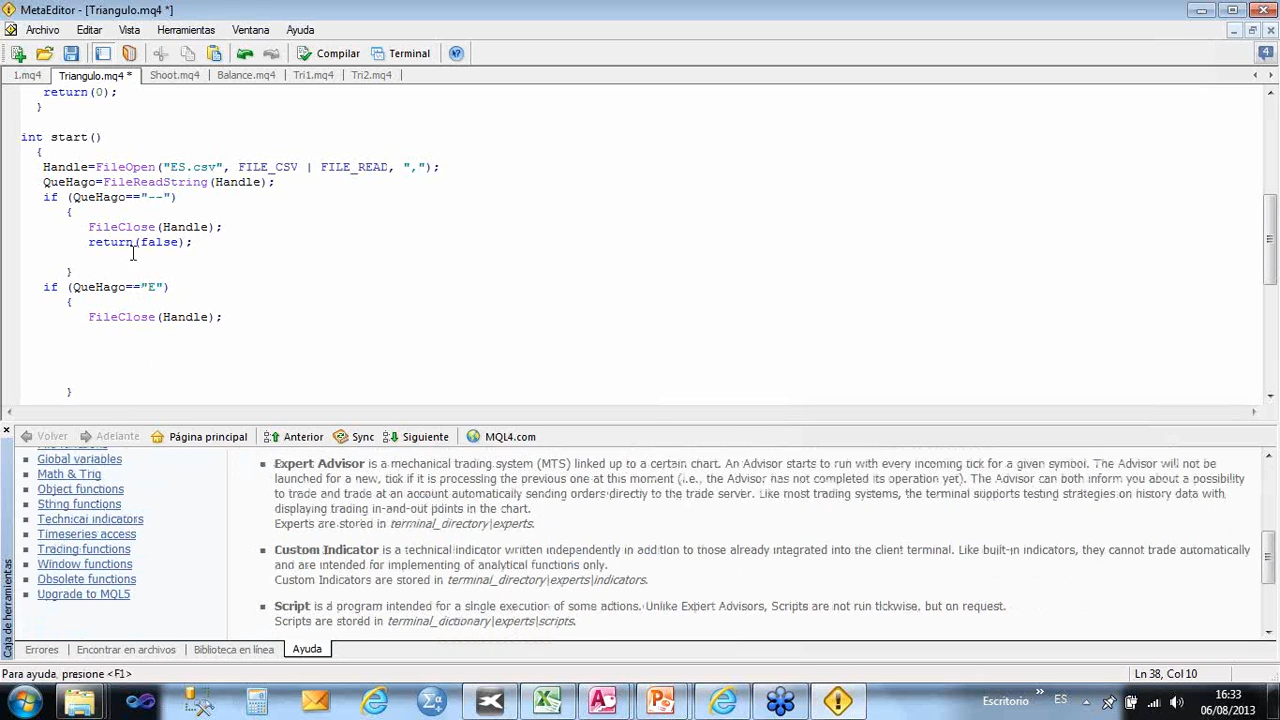 MetaEditor - [Triangulo.mq4 *]
Archivo Editar Vista Herramientas Ventana Ayuda
Compilar Terminal 4
1.mq4 Triangulo.mq4 * Shoot.mq4 Balance.mq4 Tri1.mq4 Tri2.mq4
return(0);
}
int start()
{
Handle=FileOpen("ES.csv", FILE_CSV | FILE_READ, ",");
QueHago=FileReadString(Handle);
if (QueHago=="--")
{
FileClose(Handle);
return(false);
}
if (QueHago=="E")
{
FileClose(Handle);
}
Volver Adelante Página principal Anterior Sync Siguiente MQL4.com
Global variables
Math & Trig
Object functions
String functions
Technical indicators
Timeseries access
Trading functions
Window functions
Obsolete functions
Upgrade to MQL5
Expert Advisor is a mechanical trading system (MTS) linked up to a certain chart. An Advisor starts to run with every incoming tick for a given symbol. The Advisor will not be
launched for a new, tick if it is processing the previous one at this moment (i.e., the Advisor has not completed its operation yet). The Advisor can both inform you about a possibility
to trade and trade at an account automatically sending orders directly to the trade server. Like most trading systems, the terminal supports testing strategies on history data with
displaying trading in-and-out points in the chart.
Experts are stored in terminal_directory\experts.
Custom Indicator is a technical indicator written independently in addition to those already integrated into the client terminal. Like built-in indicators, they cannot trade automatically
and are intended for implementing of analytical functions only.
Custom Indicators are stored in terminal_directory\experts\indicators.
Script is a program intended for a single execution of some actions. Unlike Expert Advisors, Scripts are not run tickwise, but on request.
Scripts are stored in terminal_dictionary\experts\scripts.
Caja de herramientas
Errores Encontrar en archivos Biblioteca en línea Ayuda
Para ayuda, presione <F1> Ln 38, Col 10
Escritorio » ES 16:33
06/08/2013